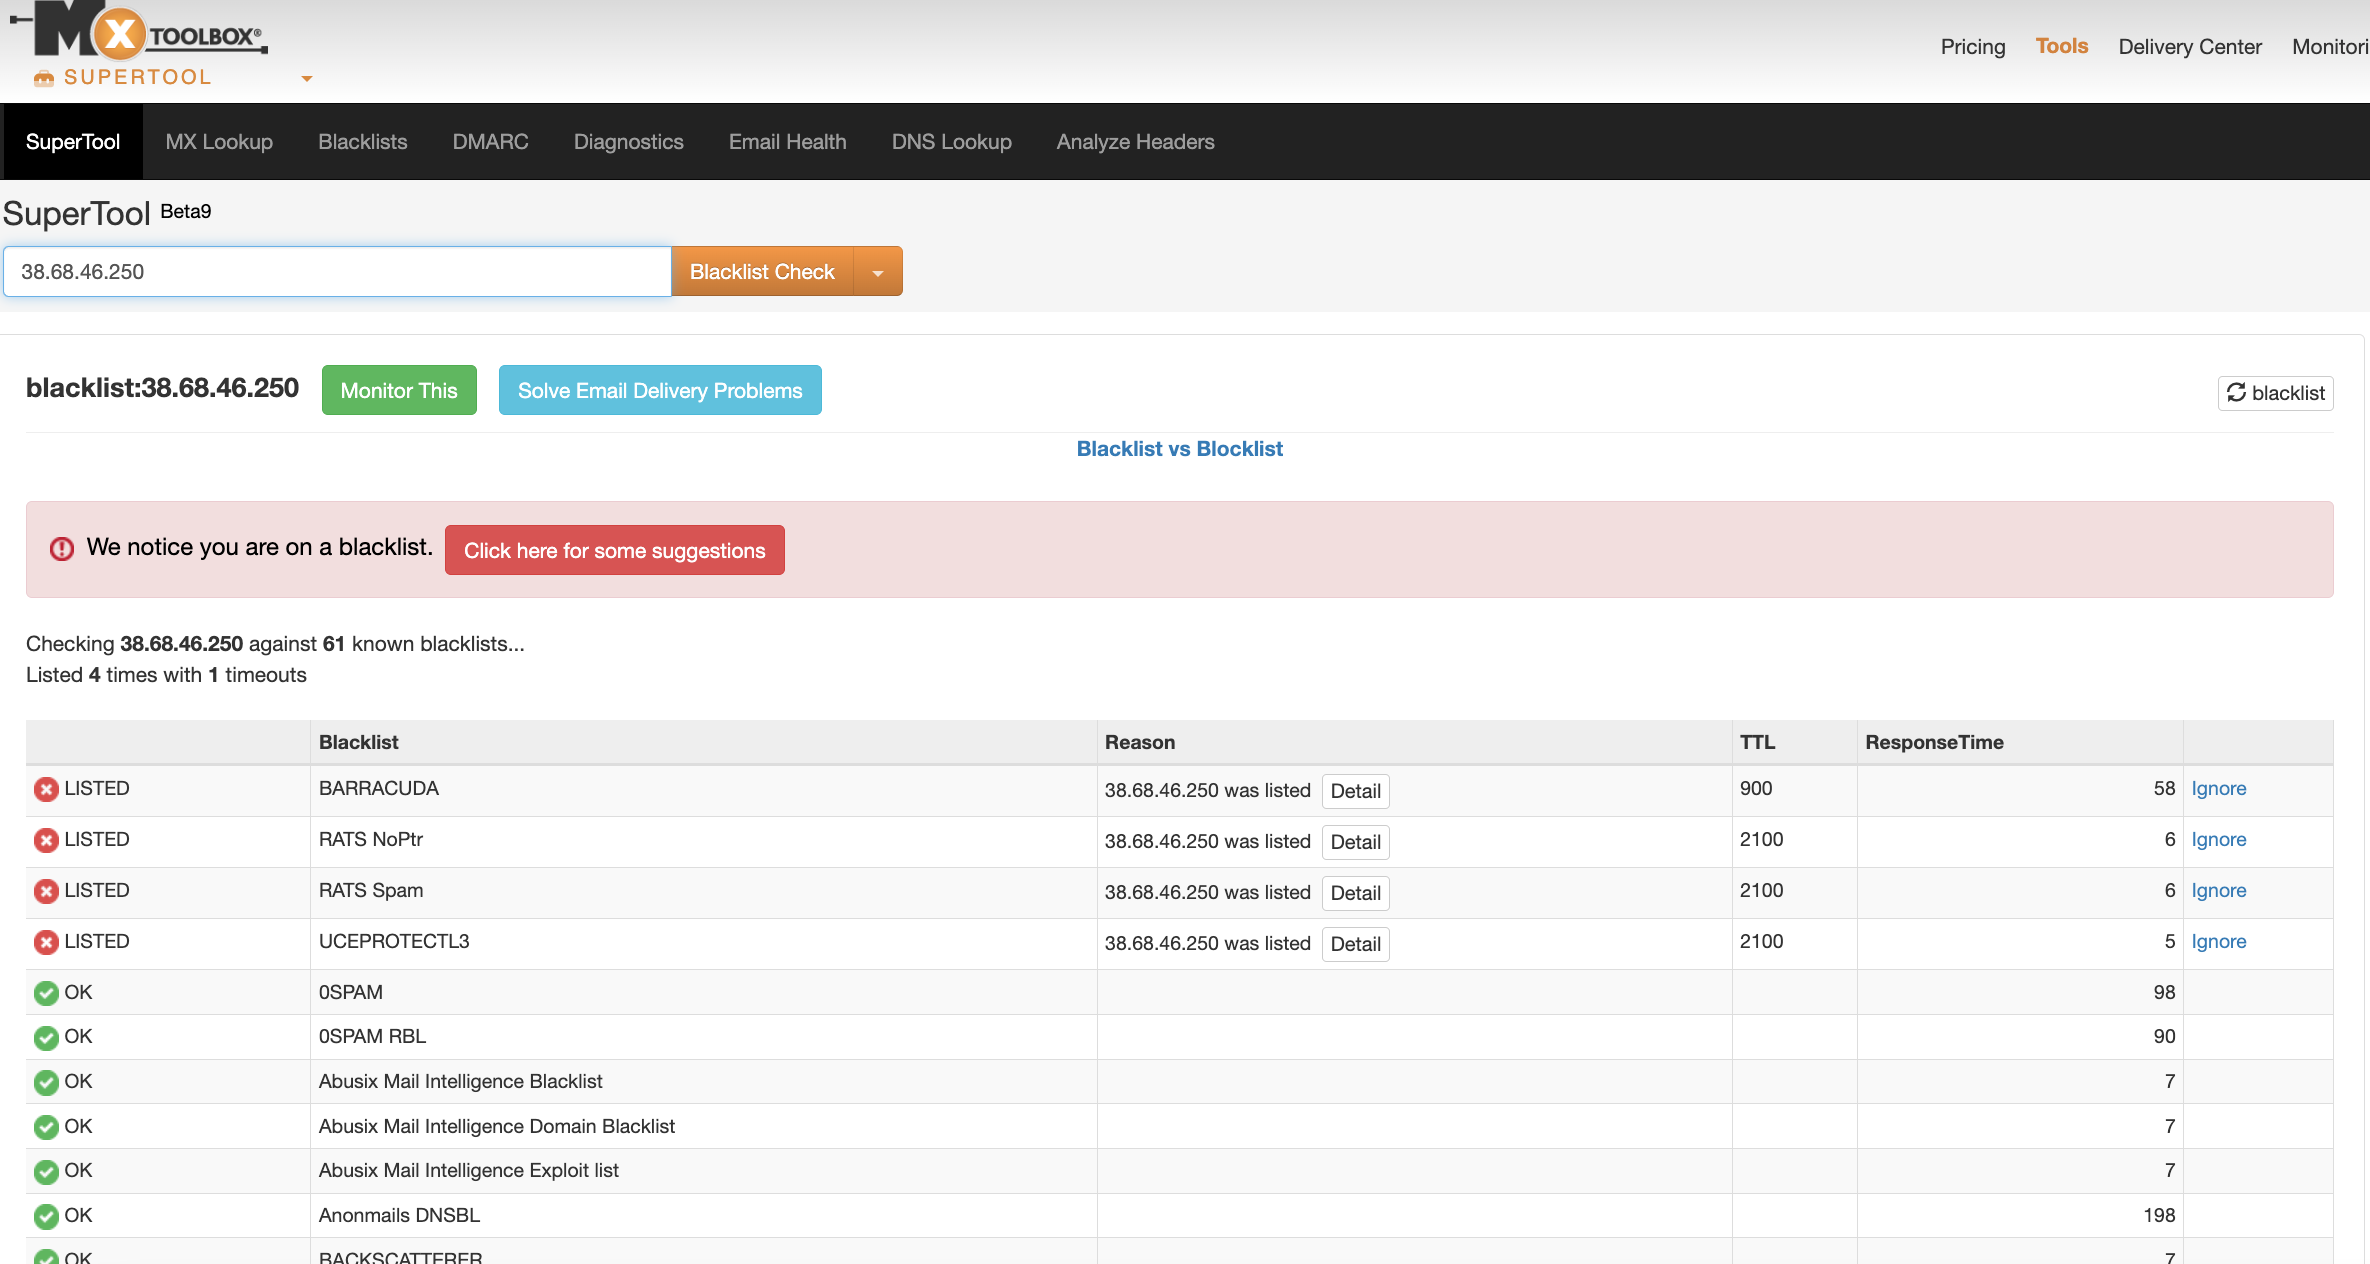 MX TOOLBOX®
SUPERTOOL
Pricing Tools Delivery Center Monitori
SuperTool MX Lookup Blacklists DMARC Diagnostics Email Health DNS Lookup Analyze Headers
SuperTool Beta9
38.68.46.250 Blacklist Check
blacklist:38.68.46.250 Monitor This Solve Email Delivery Problems blacklist
Blacklist vs Blocklist
We notice you are on a blacklist. Click here for some suggestions
Checking 38.68.46.250 against 61 known blacklists...
Listed 4 times with 1 timeouts
Blacklist Reason TTL ResponseTime
LISTED BARRACUDA 38.68.46.250 was listed Detail 900 58 Ignore
LISTED RATS NoPtr 38.68.46.250 was listed Detail 2100 6 Ignore
LISTED RATS Spam 38.68.46.250 was listed Detail 2100 6 Ignore
LISTED UCEPROTECTL3 38.68.46.250 was listed Detail 2100 5 Ignore
OK 0SPAM 98
OK 0SPAM RBL 90
OK Abusix Mail Intelligence Blacklist 7
OK Abusix Mail Intelligence Domain Blacklist 7
OK Abusix Mail Intelligence Exploit list 7
OK Anonmails DNSBL 198
OK BACKSCATTERER 7